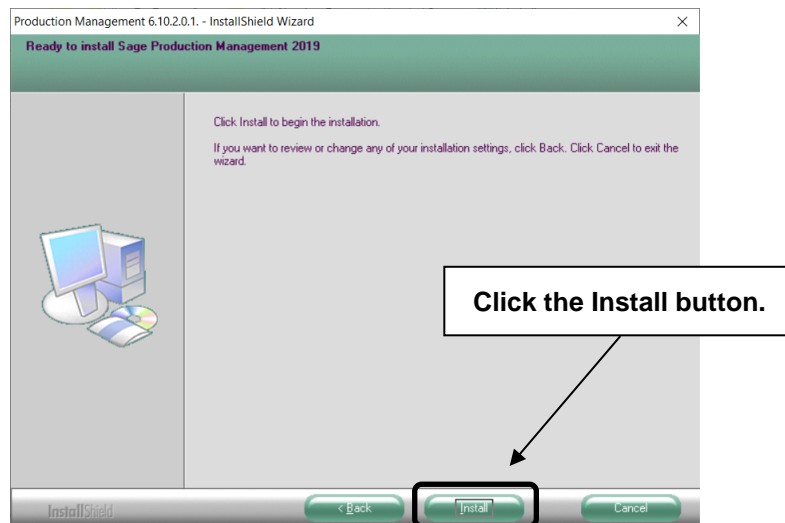 Production Management 6.10.2.0.1. - InstallShield Wizard
Ready to install Sage Production Management 2019
Click Install to begin the installation.
If you want to review or change any of your installation settings, click Back. Click Cancel to exit the
wizard.
Click the Install button.
InstallShield
< Back
Install
Cancel